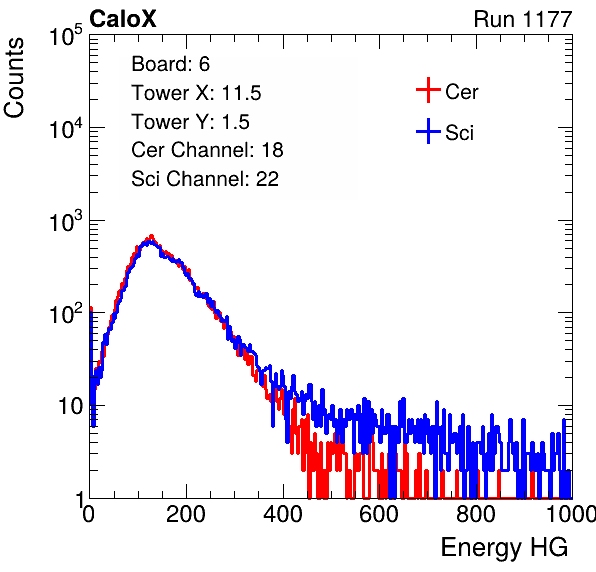 CaloX Run 1177
Counts
Board: 6
Tower X: 11.5
Tower Y: 1.5
Cer Channel: 18
Sci Channel: 22
Cer
Sci
10^5
10^4
10^3
10^2
10
1
0 200 400 600 800 1000
Energy HG